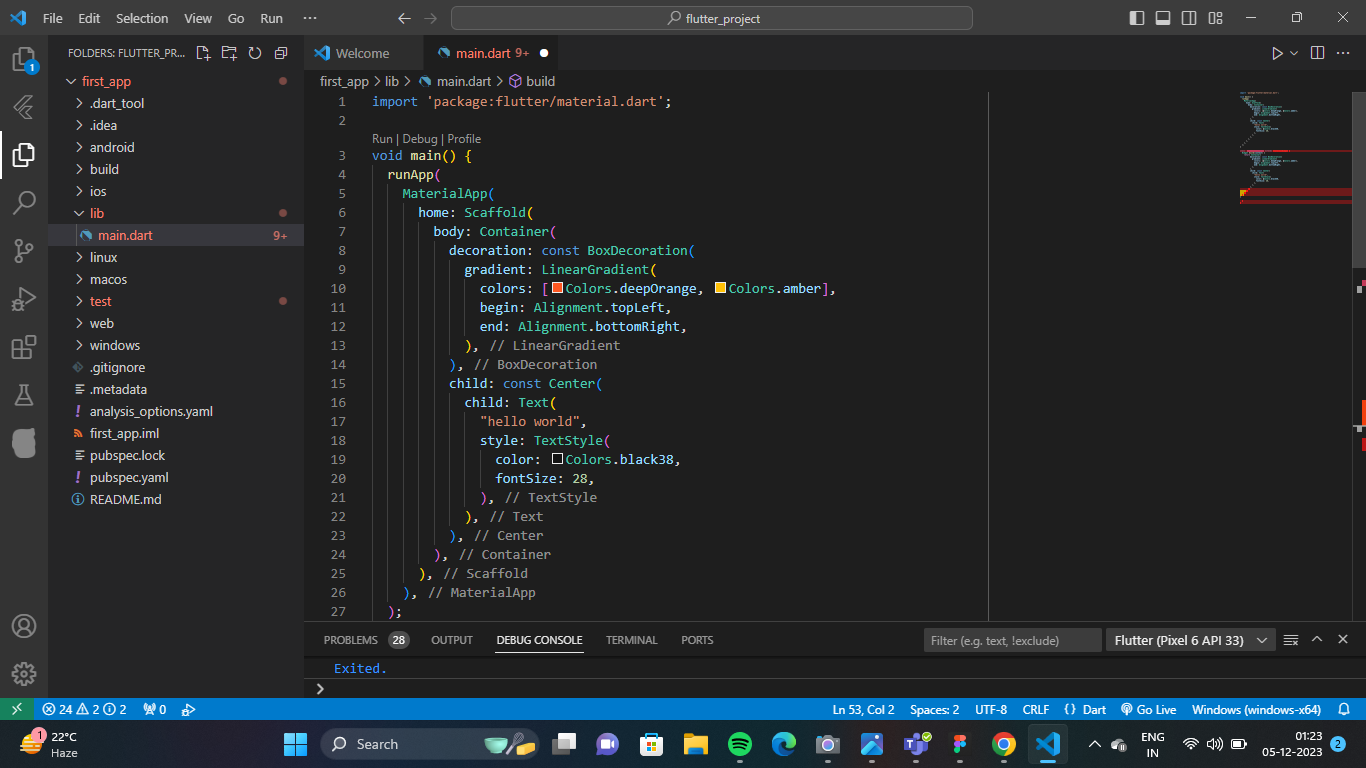 File Edit Selection View Go Run ··· flutter_project
FOLDERS: FLUTTER_PR... Welcome main.dart 9+
1
first_app
.dart_tool
.idea
android
build
ios
lib
main.dart 9+
linux
macos
test
web
windows
.gitignore
.metadata
analysis_options.yaml
first_app.iml
pubspec.lock
pubspec.yaml
README.md
first_app > lib > main.dart > build
1 import 'package:flutter/material.dart';
2
Run | Debug | Profile
3 void main() {
4 runApp(
5 MaterialApp(
6 home: Scaffold(
7 body: Container(
8 decoration: const BoxDecoration(
9 gradient: LinearGradient(
10 colors: [Colors.deepOrange, Colors.amber],
11 begin: Alignment.topLeft,
12 end: Alignment.bottomRight,
13 ), // LinearGradient
14 ), // BoxDecoration
15 child: const Center(
16 child: Text(
17 "hello world",
18 style: TextStyle(
19 color: Colors.black38,
20 fontSize: 28,
21 ), // TextStyle
22 ), // Text
23 ), // Center
24 ), // Container
25 ), // Scaffold
26 ), // MaterialApp
27 );
PROBLEMS 28 OUTPUT DEBUG CONSOLE TERMINAL PORTS Filter (e.g. text, !exclude) Flutter (Pixel 6 API 33)
Exited.
24 2 2 0 Ln 53, Col 2 Spaces: 2 UTF-8 CRLF {} Dart Go Live Windows (windows-x64)
1 22°C
Haze
Search
ENG
IN
01:23
05-12-2023
2